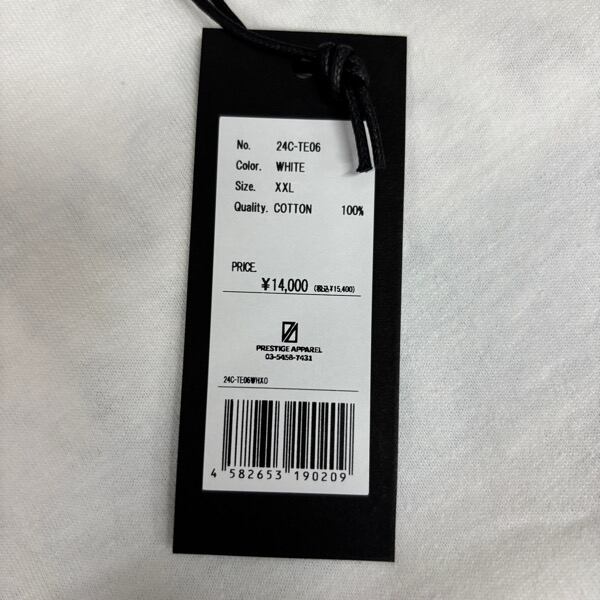 No. 24C-TE06
Color. WHITE
Size. XXL
Quality. COTTON 100%
PRICE.
¥14,000 (税込¥15,400)
PRESTIGE APPAREL
03-5458-7431
24C-TE06WHXO
4 582653 190209